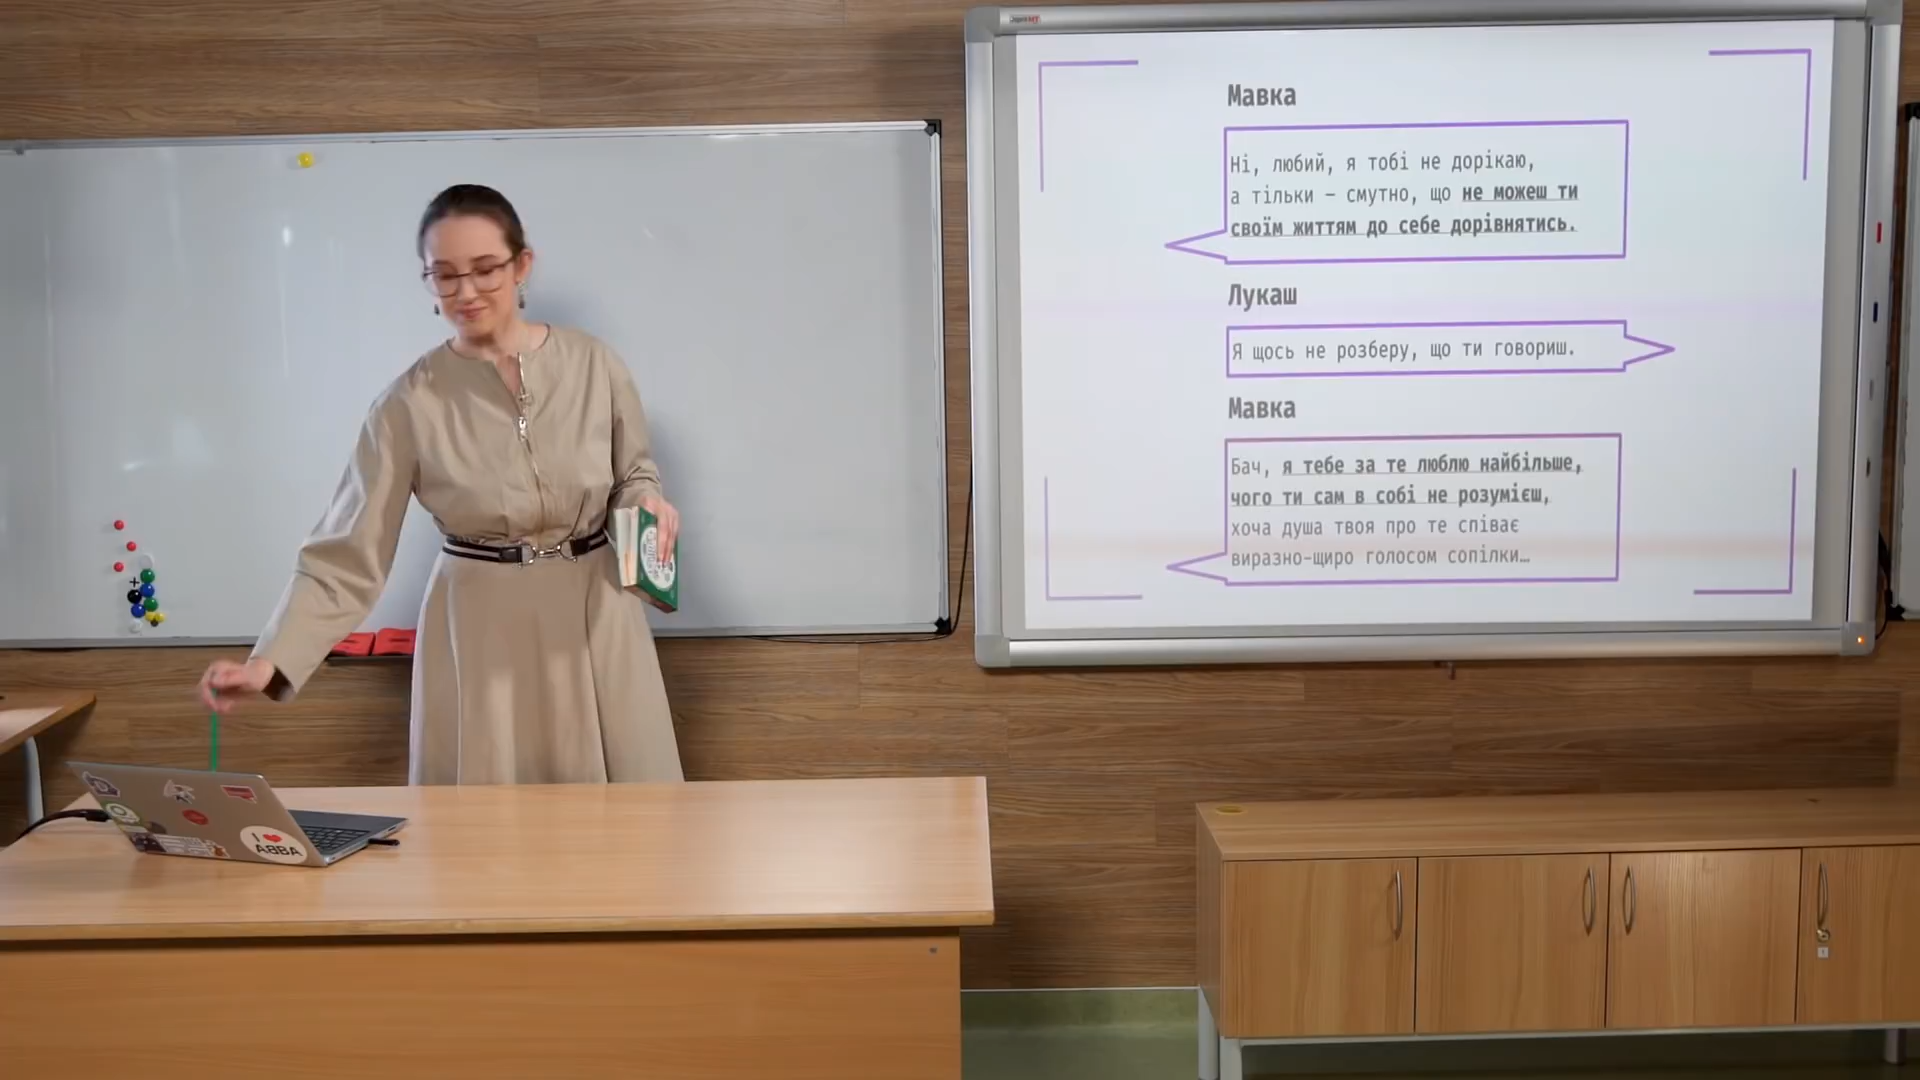 Мавка
Ні, любий, я тобі не дорікаю,
а тільки – смутно, що не можеш ти
своїм життям до себе дорівнятись.
Лукаш
Я щось не розберу, що ти говориш.
Мавка
Бач, я тебе за те люблю найбільше,
чого ти сам в собі не розумієш,
хоча душа твоя про те співає
виразно-щиро голосом сопілки…
I ❤ ABBA